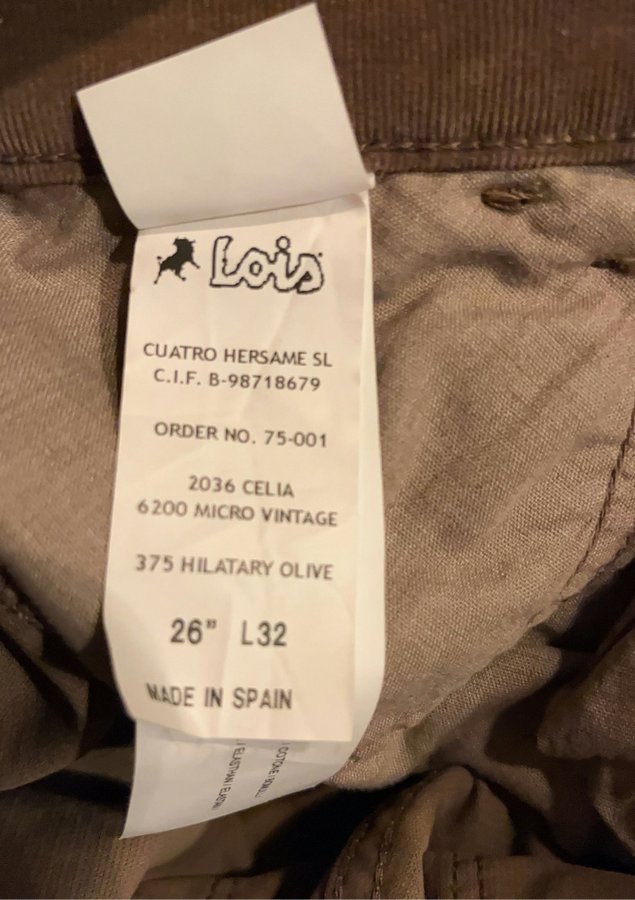 Lois
CUATRO HERSAME SL
C.I.F. B-98718679
ORDER NO. 75-001
2036 CELIA
6200 MICRO VINTAGE
375 HILATARY OLIVE
26" L32
MADE IN SPAIN